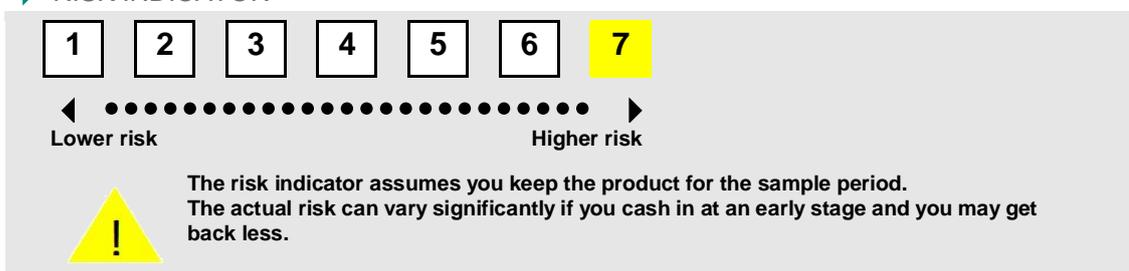 RISK INDICATOR
1 2 3 4 5 6 7
Lower risk Higher risk
The risk indicator assumes you keep the product for the sample period.
The actual risk can vary significantly if you cash in at an early stage and you may get
back less.
!